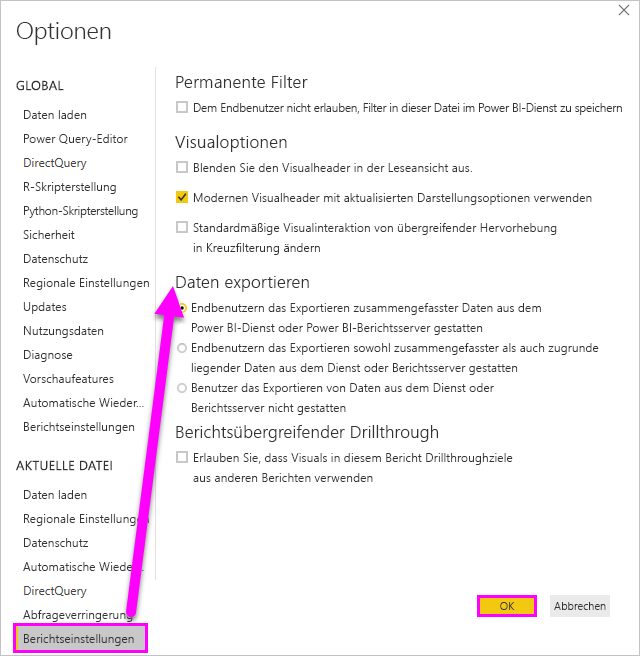 Optionen
GLOBAL
Daten laden
Power Query-Editor
DirectQuery
R-Skripterstellung
Python-Skripterstellung
Sicherheit
Datenschutz
Regionale Einstellungen
Updates
Nutzungsdaten
Diagnose
Vorschaufeatures
Automatische Wieder...
Berichtseinstellungen
AKTUELLE DATEI
Daten laden
Regionale Einstellungen
Datenschutz
Automatische Wieder...
DirectQuery
Abfrageverringerung
Berichtseinstellungen
Permanente Filter
Dem Endbenutzer nicht erlauben, Filter in dieser Datei im Power BI-Dienst zu speichern
Visualoptionen
Blenden Sie den Visualheader in der Leseansicht aus.
Modernen Visualheader mit aktualisierten Darstellungsoptionen verwenden
Standardmäßige Visualinteraktion von übergreifender Hervorhebung
in Kreuzfilterung ändern
Daten exportieren
Endbenutzern das Exportieren zusammengefasster Daten aus dem
Power BI-Dienst oder Power BI-Berichtsserver gestatten
Endbenutzern das Exportieren sowohl zusammengefasster als auch zugrunde
liegender Daten aus dem Dienst oder Berichtsserver gestatten
Benutzer das Exportieren von Daten aus dem Dienst oder
Berichtsserver nicht gestatten
Berichtsübergreifender Drillthrough
Erlauben Sie, dass Visuals in diesem Bericht Drillthroughziele
aus anderen Berichten verwenden
OK
Abbrechen